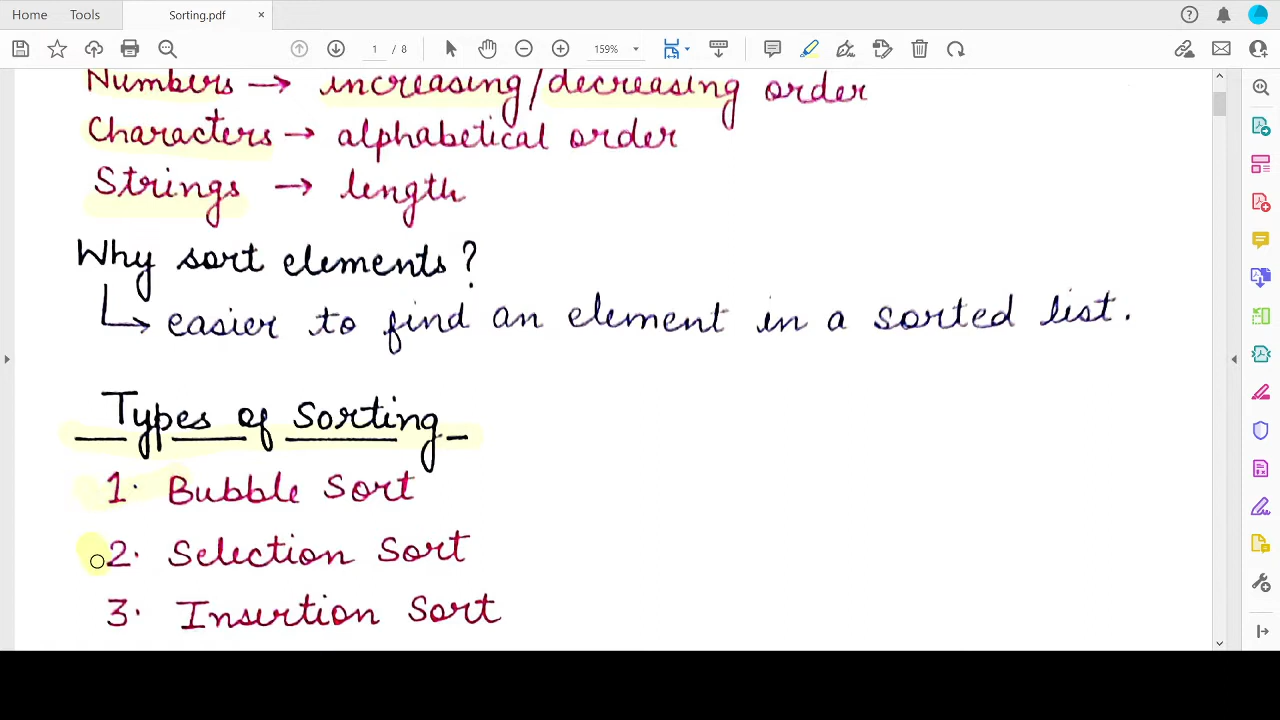 Home Tools Sorting.pdf ×
1 / 8 159%
Numbers → increasing/decreasing order
Characters → alphabetical order
Strings → length
Why sort elements?
↳ easier to find an element in a sorted list.
Types of Sorting
1. Bubble Sort
2. Selection Sort
3. Insertion Sort